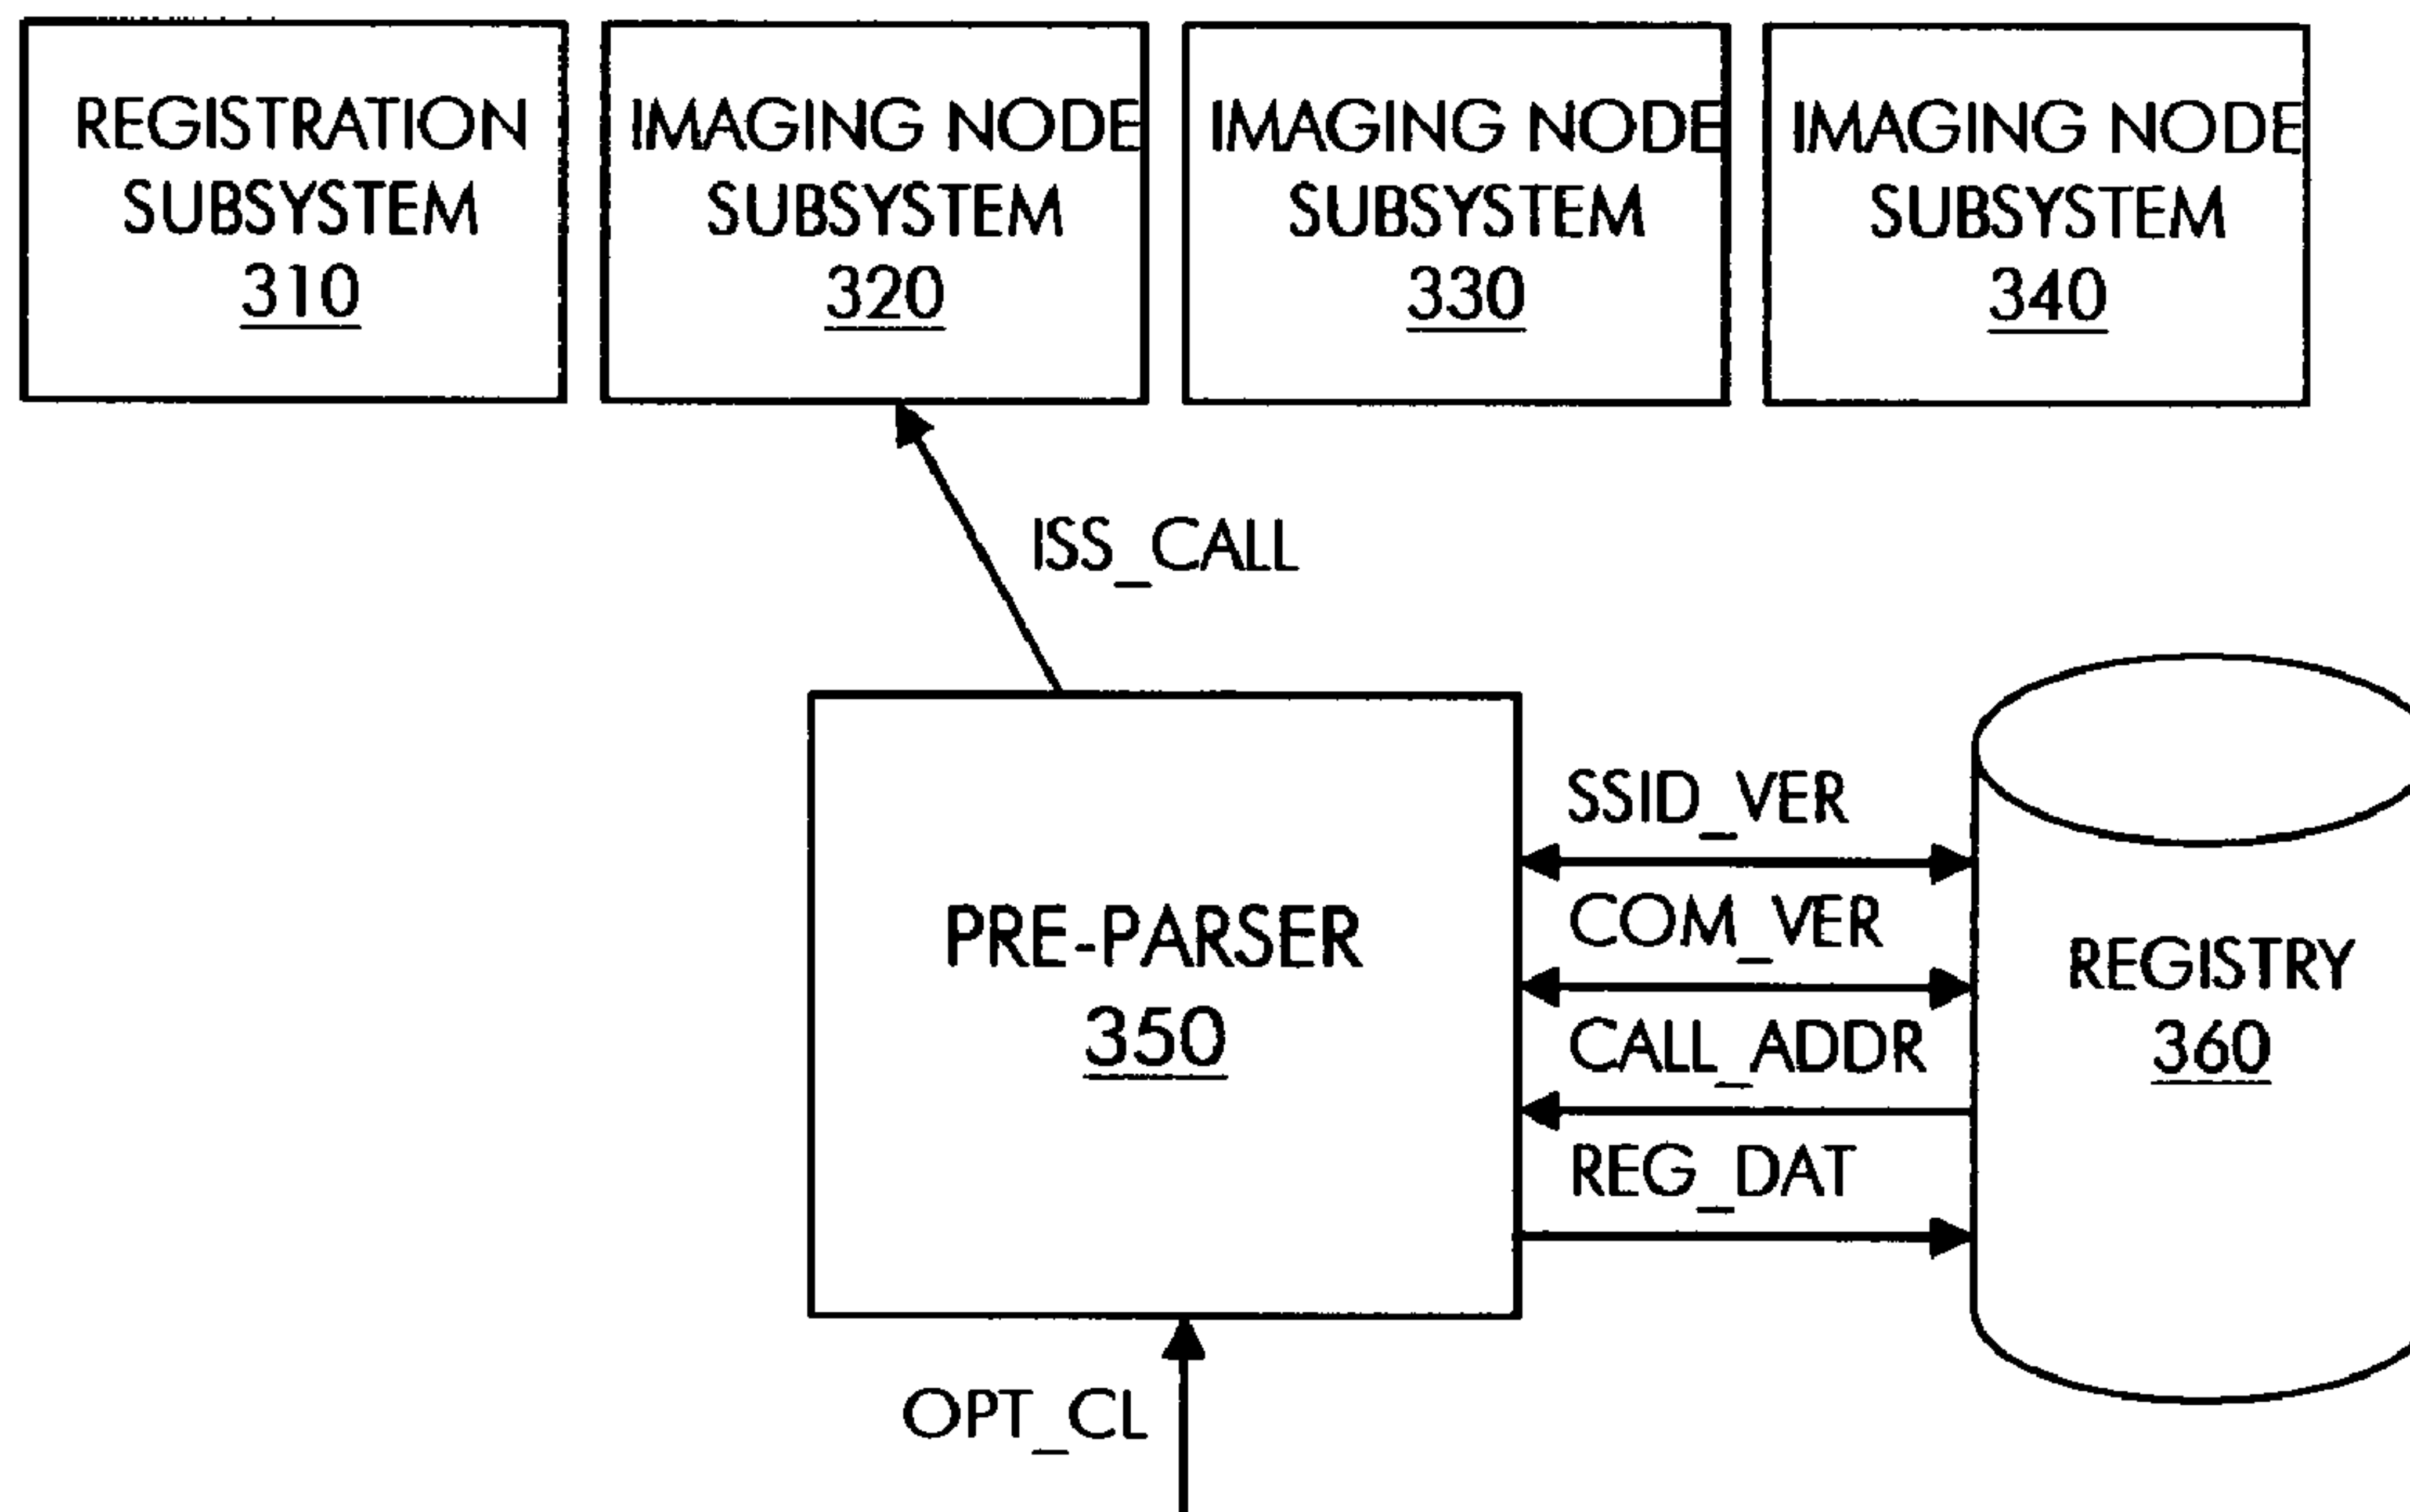 REGISTRATION
SUBSYSTEM
310
IMAGING NODE
SUBSYSTEM
320
IMAGING NODE
SUBSYSTEM
330
IMAGING NODE
SUBSYSTEM
340
ISS_CALL
PRE-PARSER
350
SSID_VER
COM_VER
CALL_ADDR
REG_DAT
REGISTRY
360
OPT_CL